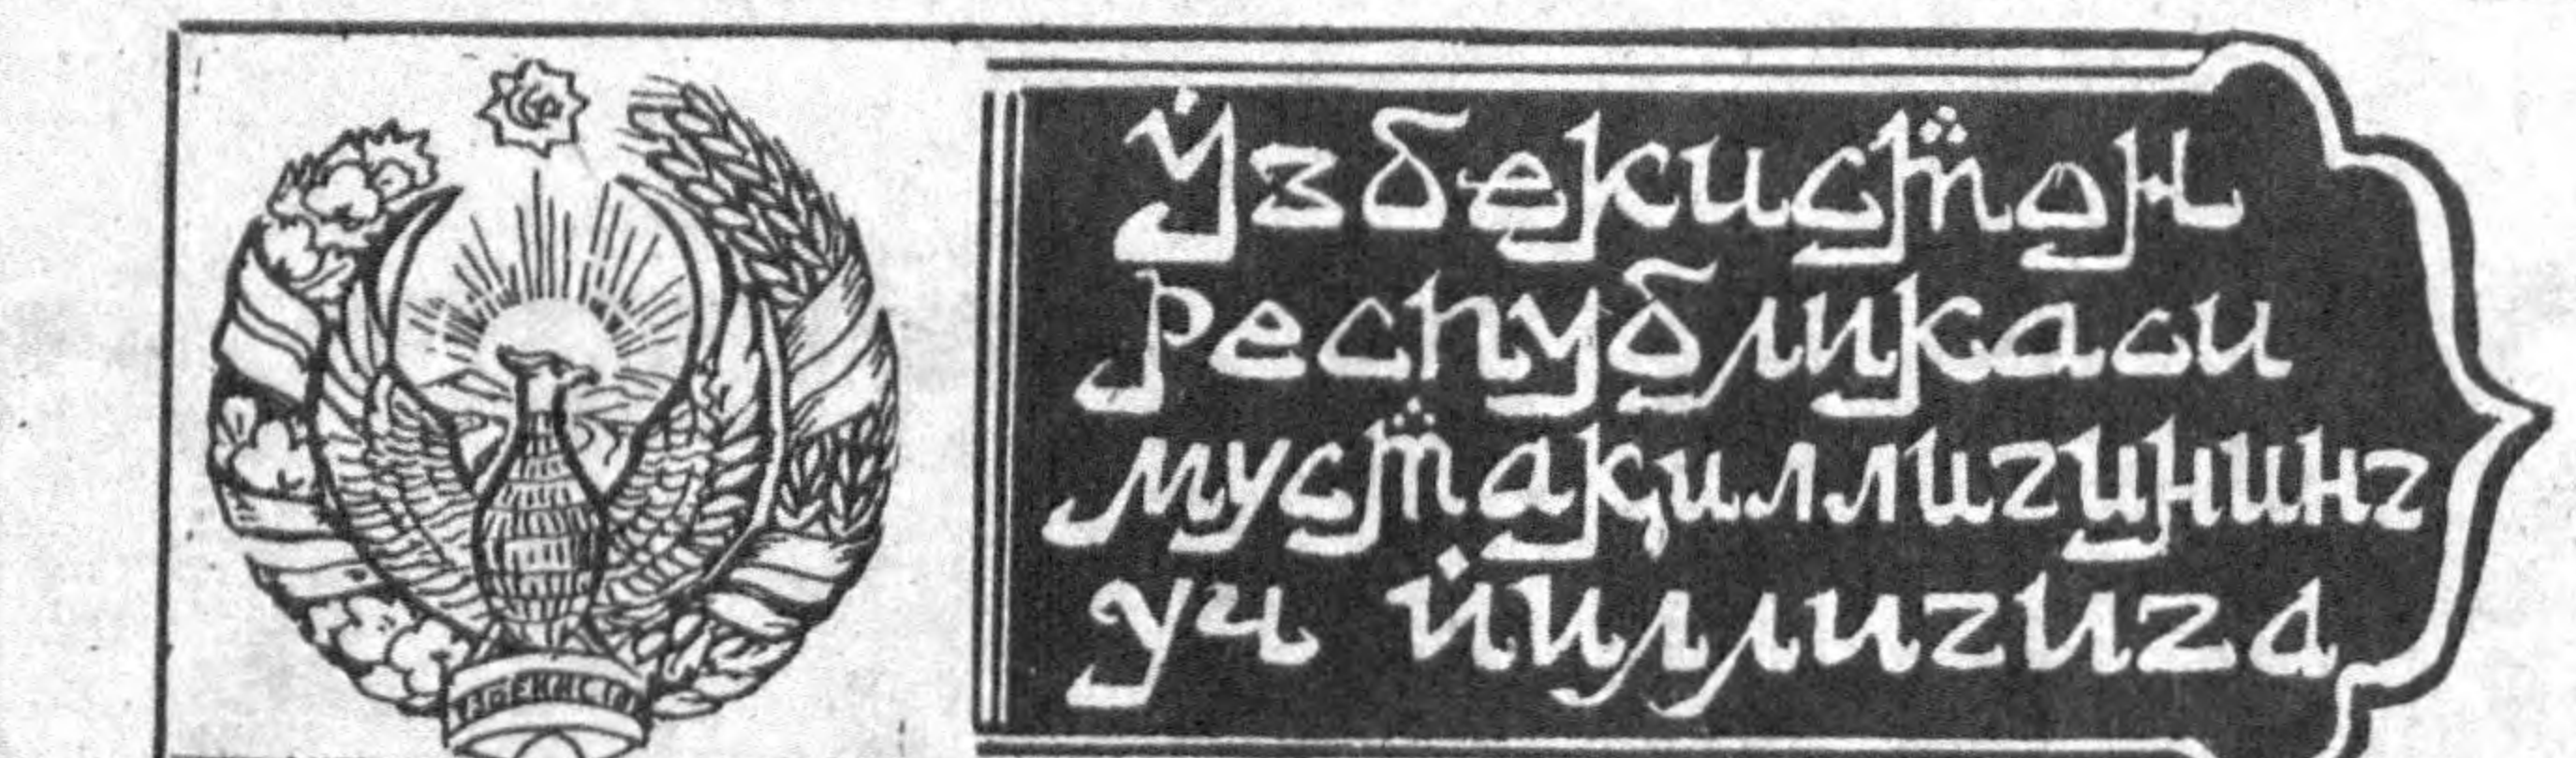 Ўзбекистон
Республикаси
мустақиллигининг
уч йиллигига
ЎЗБЕКИСТОН